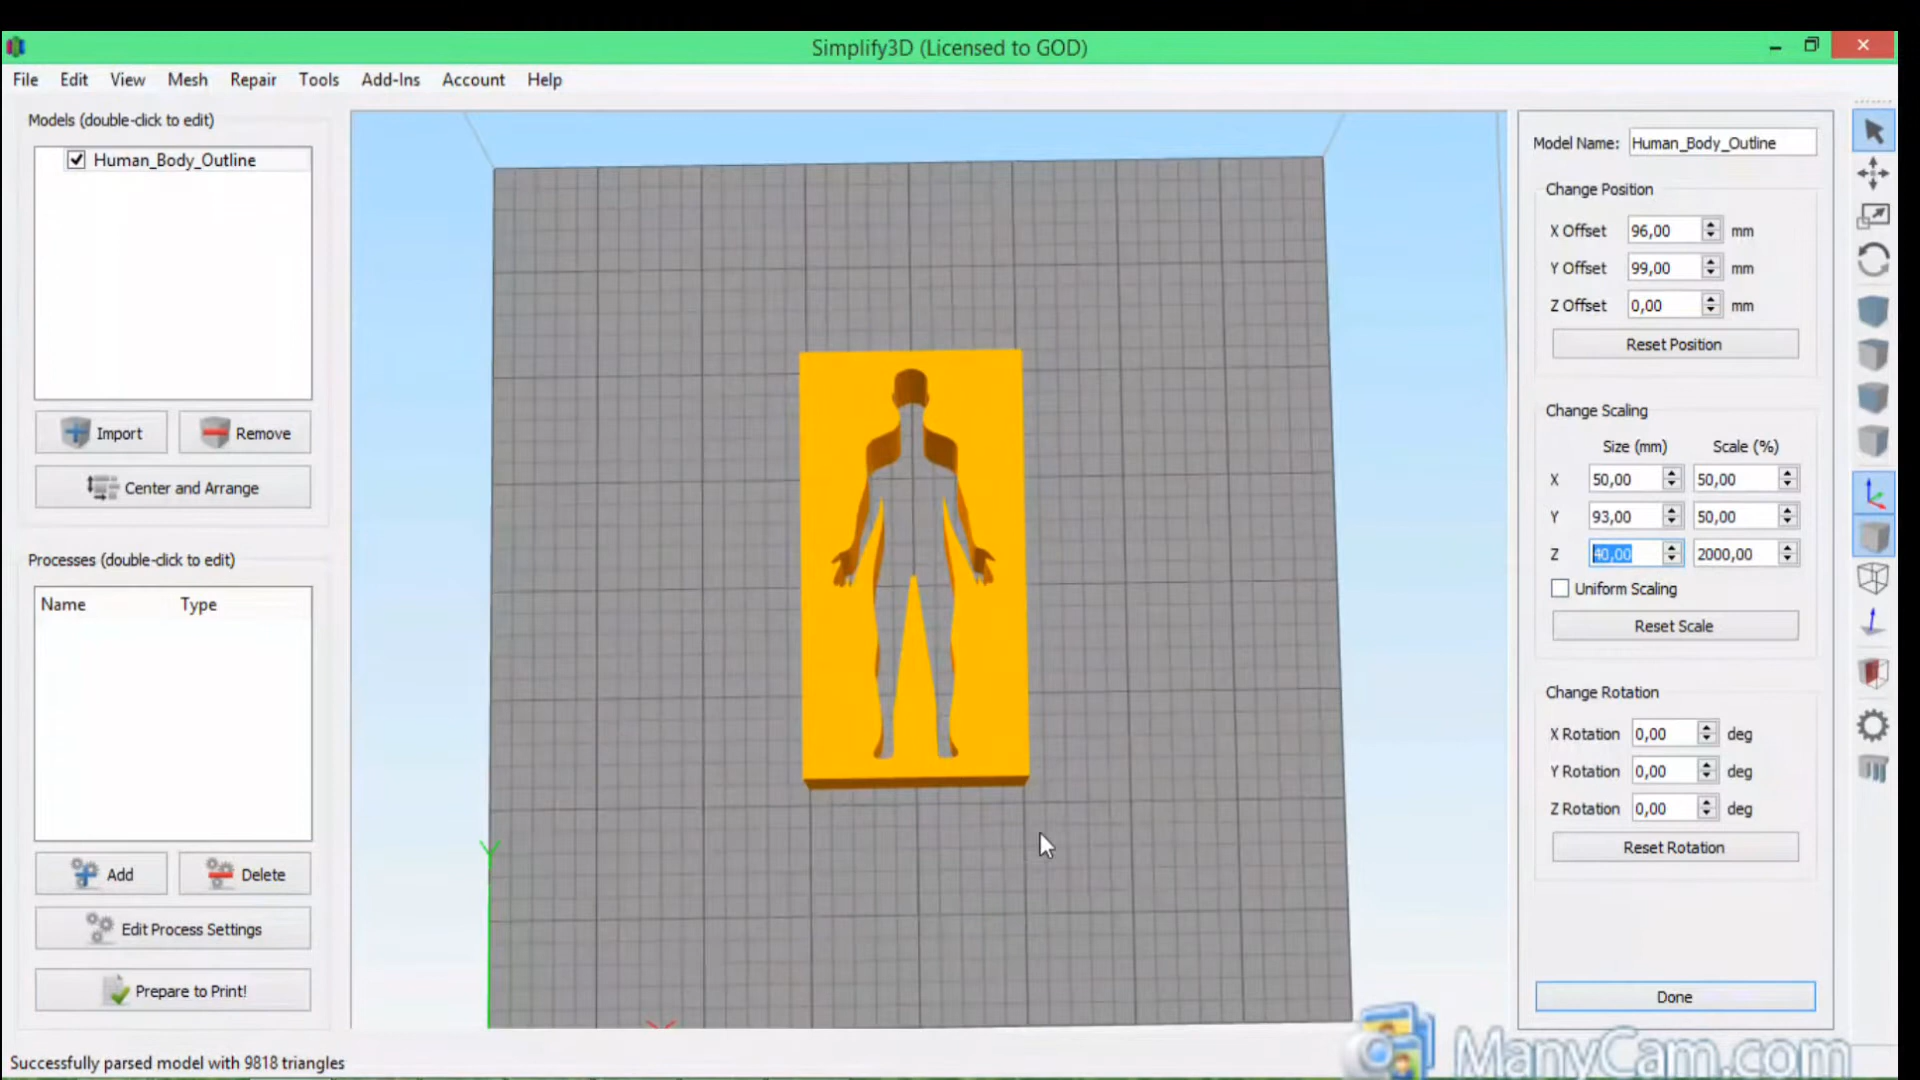 Simplify3D (Licensed to GOD)
File Edit View Mesh Repair Tools Add-Ins Account Help
Models (double-click to edit)
Human_Body_Outline
Import Remove
Center and Arrange
Processes (double-click to edit)
Name Type
Add Delete
Edit Process Settings
Prepare to Print!
Successfully parsed model with 9818 triangles
Y
Model Name: Human_Body_Outline
Change Position
X Offset 96,00 mm
Y Offset 99,00 mm
Z Offset 0,00 mm
Reset Position
Change Scaling
Size (mm) Scale (%)
X 50,00 50,00
Y 93,00 50,00
Z 40,00 2000,00
Uniform Scaling
Reset Scale
Change Rotation
X Rotation 0,00 deg
Y Rotation 0,00 deg
Z Rotation 0,00 deg
Reset Rotation
Done
ManyCam.com